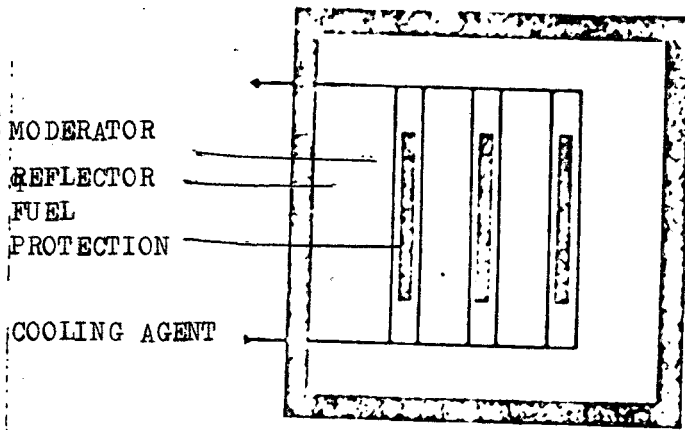 MODERATOR
REFLECTOR
FUEL
PROTECTION
COOLING AGENT